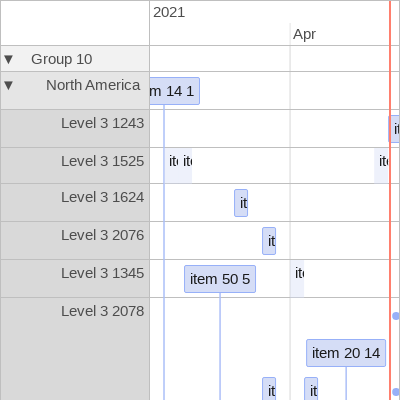 2021
Apr
▼ Group 10
▼ North America
m 14 1
Level 3 1243
it
Level 3 1525
it it it
Level 3 1624
it
Level 3 2076
it
Level 3 1345
item 50 5
it
Level 3 2078
item 20 14
it it